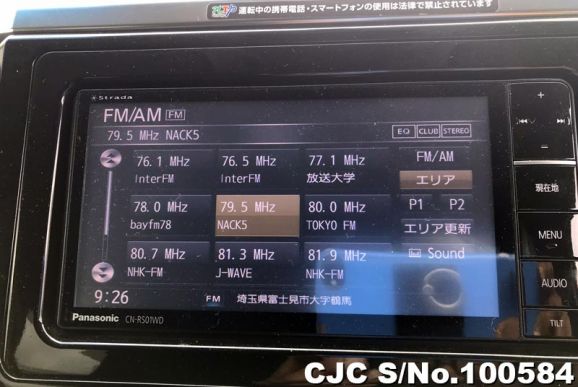 運転中の携帯電話・スマートフォンの使用は法律で禁止されています
Strada
FM/AM FM
79.5 MHz NACK5 EQ CLUB STEREO
76.1 MHz 76.5 MHz 77.1 MHz FM/AM
InterFM InterFM 放送大学 エリア
78.0 MHz 79.5 MHz 80.0 MHz P1 P2
bayfm78 NACK5 TOKYO FM エリア更新
80.7 MHz 81.3 MHz 81.9 MHz Sound
NHK-FM J-WAVE NHK-FM
9:26 FM 埼玉県富士見市大字鶴馬
Panasonic CN-RS01WD
+
−
現在地
MENU
AUDIO
TILT
CJC S/No.100584